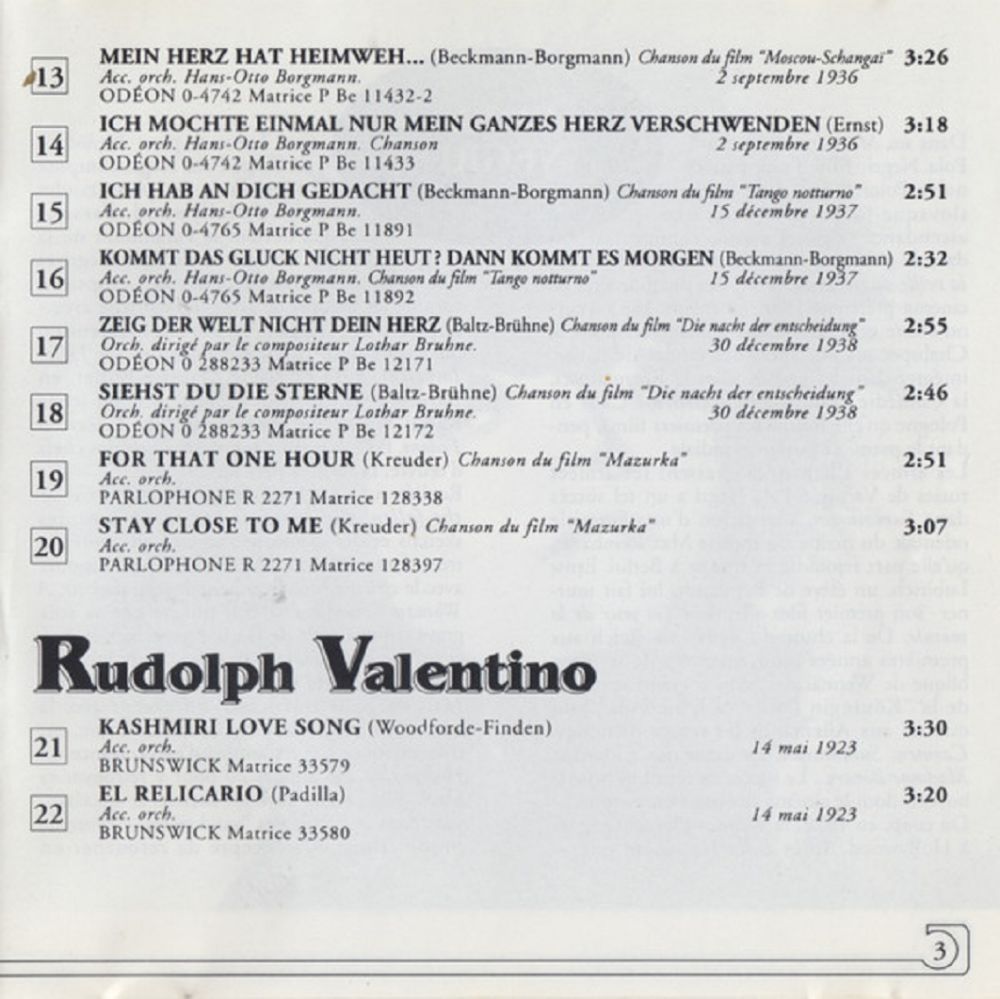 13 MEIN HERZ HAT HEIMWEH... (Beckmann-Borgmann) Chanson du film "Moscou-Schangaï" 3:26
Acc. orch. Hans-Otto Borgmann. 2 septembre 1936
ODÉON 0-4742 Matrice P Be 11432-2
14 ICH MOCHTE EINMAL NUR MEIN GANZES HERZ VERSCHWENDEN (Ernst) 3:18
Acc. orch. Hans-Otto Borgmann. Chanson 2 septembre 1936
ODÉON 0-4742 Matrice P Be 11433
15 ICH HAB AN DICH GEDACHT (Beckmann-Borgmann) Chanson du film "Tango notturno" 2:51
Acc. orch. Hans-Otto Borgmann. 15 décembre 1937
ODÉON 0-4765 Matrice P Be 11891
16 KOMMT DAS GLUCK NICHT HEUT? DANN KOMMT ES MORGEN (Beckmann-Borgmann) 2:32
Acc. orch. Hans-Otto Borgmann. Chanson du film "Tango notturno" 15 décembre 1937
ODÉON 0-4765 Matrice P Be 11892
17 ZEIG DER WELT NICHT DEIN HERZ (Baltz-Brühne) Chanson du film "Die nacht der entscheidung" 2:55
Orch. dirigé par le compositeur Lothar Bruhne. 30 décembre 1938
ODÉON 0 288233 Matrice P Be 12171
18 SIEHST DU DIE STERNE (Baltz-Brühne) Chanson du film "Die nacht der entscheidung" 2:46
Orch. dirigé par le compositeur Lothar Bruhne. 30 décembre 1938
ODÉON 0 288233 Matrice P Be 12172
19 FOR THAT ONE HOUR (Kreuder) Chanson du film "Mazurka" 2:51
Acc. orch.
PARLOPHONE R 2271 Matrice 128338
20 STAY CLOSE TO ME (Kreuder) Chanson du film "Mazurka" 3:07
Acc. orch.
PARLOPHONE R 2271 Matrice 128397
Rudolph Valentino
21 KASHMIRI LOVE SONG (Woodforde-Finden) 3:30
Acc. orch. 14 mai 1923
BRUNSWICK Matrice 33579
22 EL RELICARIO (Padilla) 3:20
Acc. orch. 14 mai 1923
BRUNSWICK Matrice 33580
3